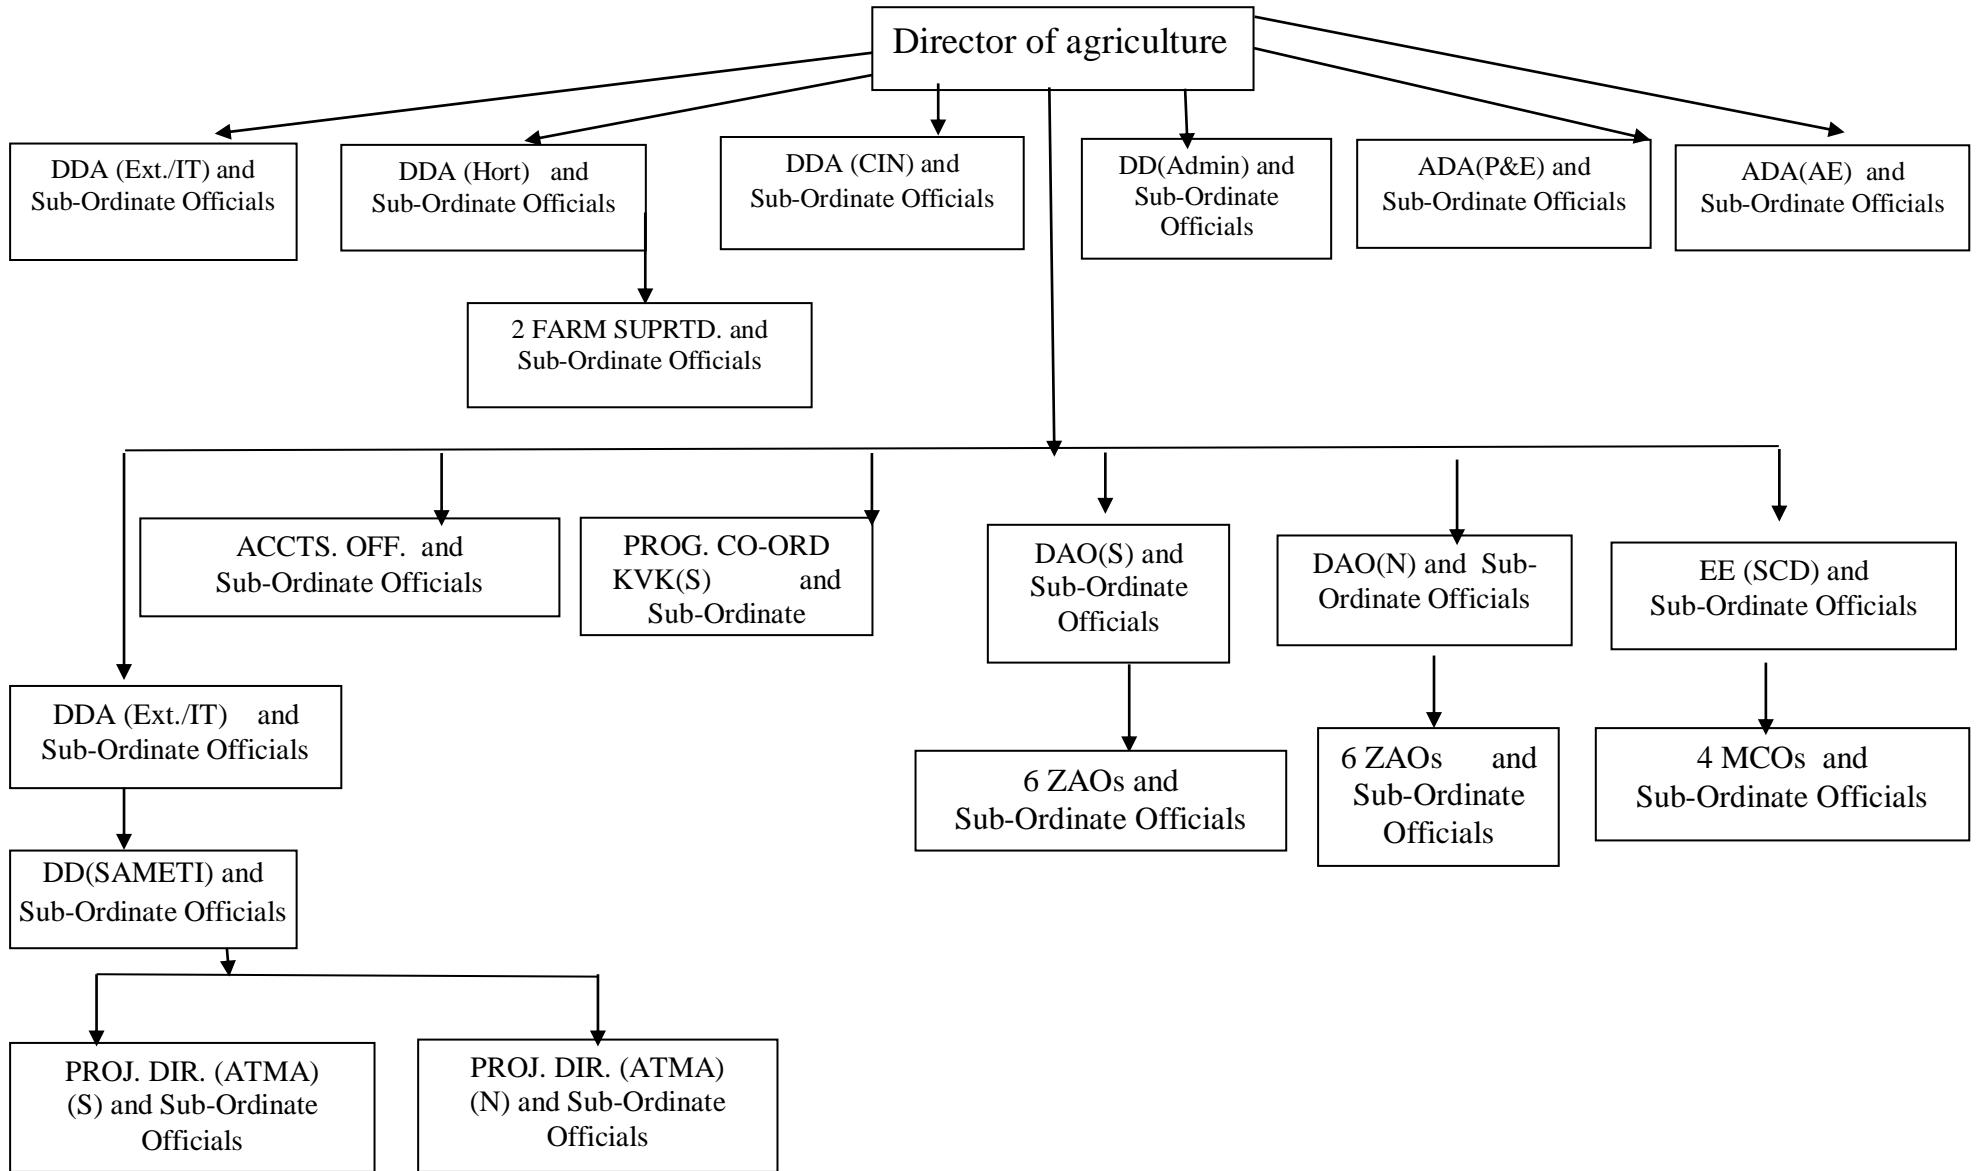 Director of agriculture
DDA (Ext./IT) and
Sub-Ordinate Officials
DDA (Hort) and
Sub-Ordinate Officials
DDA (CIN) and
Sub-Ordinate Officials
DD(Admin) and
Sub-Ordinate
Officials
ADA(P&E) and
Sub-Ordinate Officials
ADA(AE) and
Sub-Ordinate Officials
2 FARM SUPRTD. and
Sub-Ordinate Officials
ACCTS. OFF. and
Sub-Ordinate Officials
PROG. CO-ORD
KVK(S) and
Sub-Ordinate
DAO(S) and
Sub-Ordinate
Officials
DAO(N) and Sub-
Ordinate Officials
EE (SCD) and
Sub-Ordinate Officials
DDA (Ext./IT) and
Sub-Ordinate Officials
6 ZAOs and
Sub-Ordinate Officials
6 ZAOs and
Sub-Ordinate
Officials
4 MCOs and
Sub-Ordinate Officials
DD(SAMETI) and
Sub-Ordinate Officials
PROJ. DIR. (ATMA)
(S) and Sub-Ordinate
Officials
PROJ. DIR. (ATMA)
(N) and Sub-Ordinate
Officials